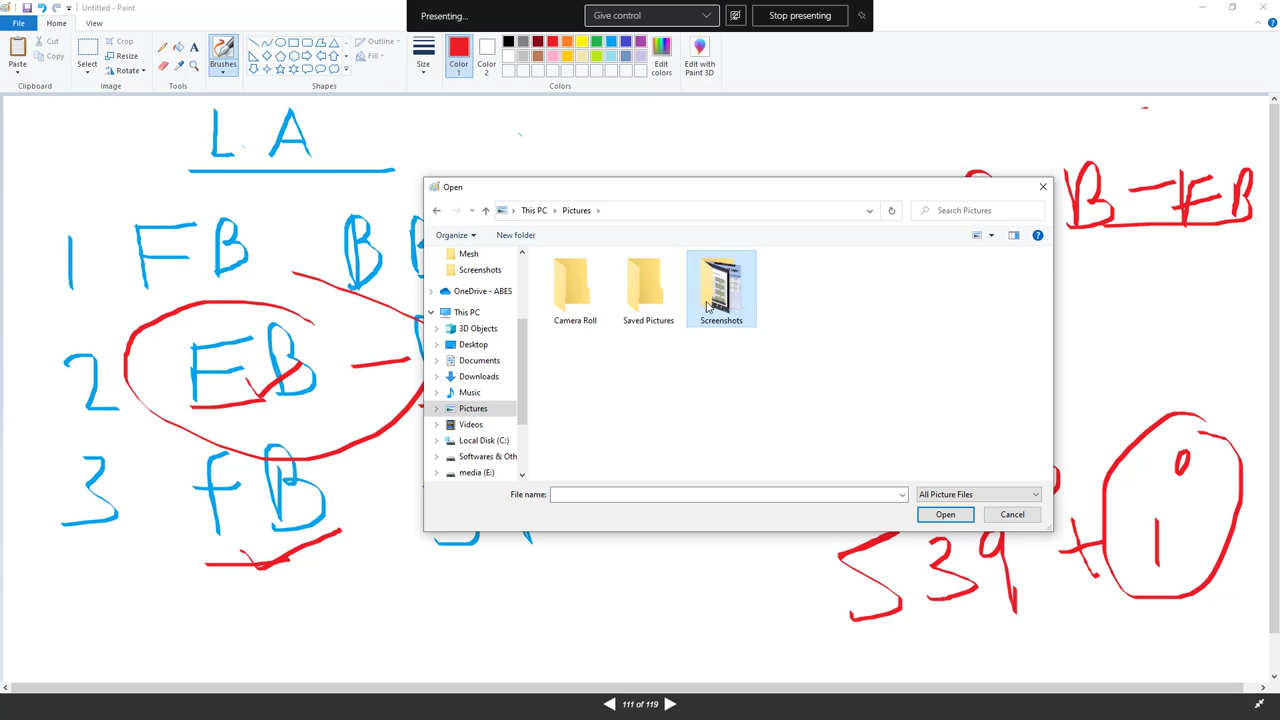 Untitled - Paint
Presenting...
Give control
Stop presenting
File
Home
View
Paste
Cut
Copy
Clipboard
Select
Crop
Resize
Rotate
Image
A
Tools
Brushes
Outline
Fill
Shapes
Size
Color 1
Color 2
Edit colors
Colors
Edit with Paint 3D
L A
B - FB
1 FB B
2 FB -
3 FB
539 +
0
1
Open
This PC
Pictures
Search Pictures
Organize
New folder
Mesh
Screenshots
OneDrive - ABES
This PC
3D Objects
Desktop
Documents
Downloads
Music
Pictures
Videos
Local Disk (C:)
Softwares & Oth
media (E:)
Camera Roll
Saved Pictures
Screenshots
File name:
All Picture Files
Open
Cancel
111 of 119